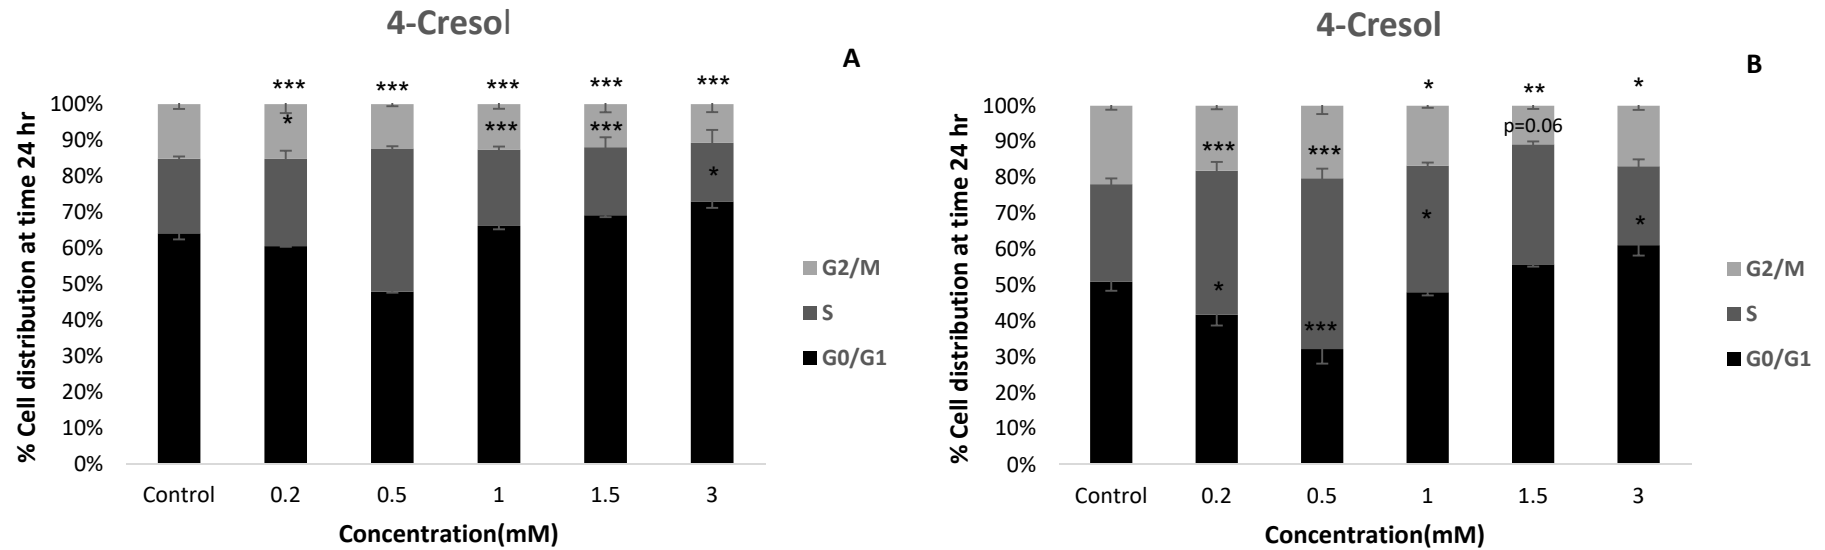 4-Cresol
A
*** *** *** *** ***
* *** ***
*
100%
90%
80%
70%
60%
50%
40%
30%
20%
10%
0%
% Cell distribution at time 24 hr
Control 0.2 0.5 1 1.5 3
Concentration(mM)
G2/M
S
G0/G1
4-Cresol
B
* ** *
p=0.06
*** ***
* *
*
***
100%
90%
80%
70%
60%
50%
40%
30%
20%
10%
0%
% Cell distribution at time 24 hr
Control 0.2 0.5 1 1.5 3
Concentration(mM)
G2/M
S
G0/G1